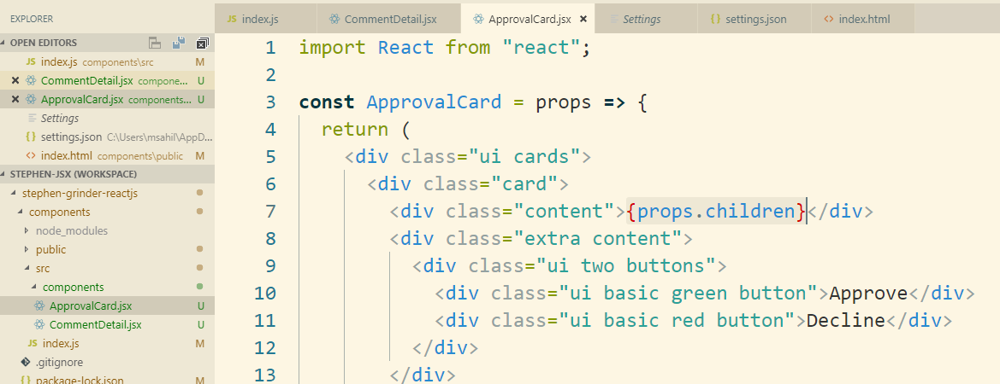 EXPLORER
OPEN EDITORS
JS index.js components\src M
CommentDetail.jsx compone... U
ApprovalCard.jsx components... U
Settings
{} settings.json C:\Users\msahil\AppD...
<> index.html components\public M
STEPHEN-JSX (WORKSPACE)
stephen-grinder-reactjs
components
node_modules
public
src
components
ApprovalCard.jsx U
CommentDetail.jsx U
JS index.js M
.gitignore
{} package-lock.json M
JS index.js
CommentDetail.jsx
ApprovalCard.jsx
Settings
{} settings.json
<> index.html
1 import React from "react";
2
3 const ApprovalCard = props => {
4 return (
5 <div class="ui cards">
6 <div class="card">
7 <div class="content">{props.children}</div>
8 <div class="extra content">
9 <div class="ui two buttons">
10 <div class="ui basic green button">Approve</div>
11 <div class="ui basic red button">Decline</div>
12 </div>
13 </div>